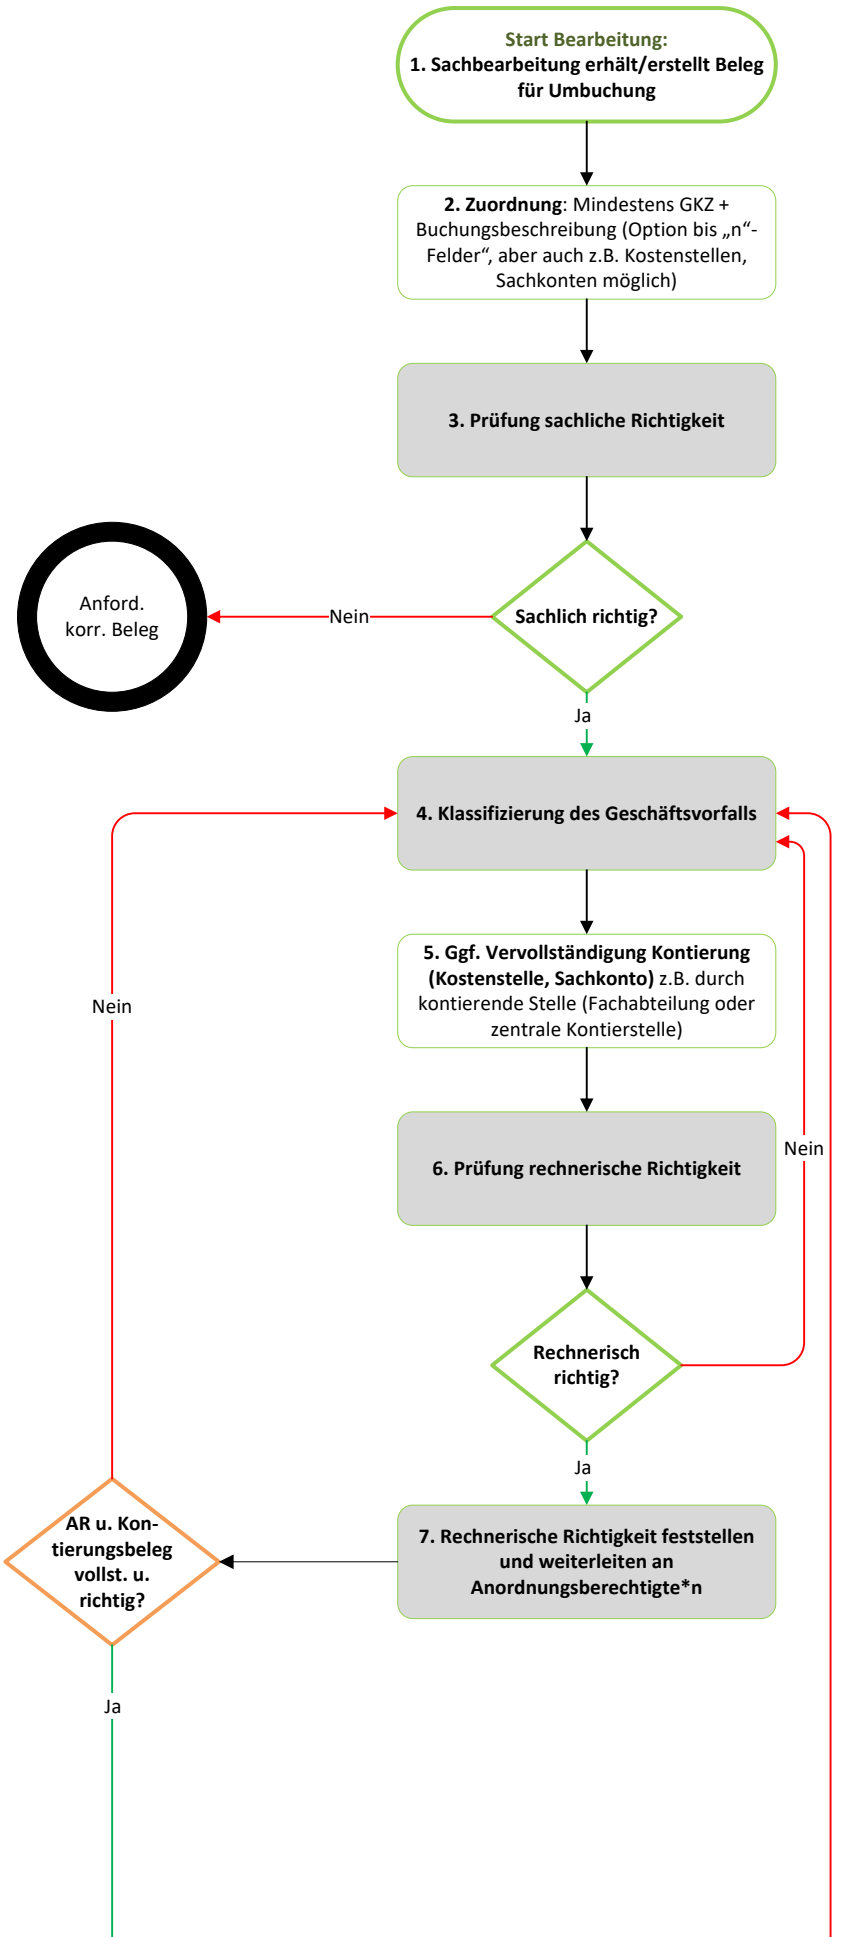 Start Bearbeitung:
1. Sachbearbeitung erhält/erstellt Beleg
für Umbuchung
2. Zuordnung: Mindestens GKZ +
Buchungsbeschreibung (Option bis „n“-
Felder“, aber auch z.B. Kostenstellen,
Sachkonten möglich)
3. Prüfung sachliche Richtigkeit
Sachlich richtig?
Nein
Anford.
korr. Beleg
Ja
4. Klassifizierung des Geschäftsvorfalls
5. Ggf. Vervollständigung Kontierung
(Kostenstelle, Sachkonto) z.B. durch
kontierende Stelle (Fachabteilung oder
zentrale Kontierstelle)
Nein
6. Prüfung rechnerische Richtigkeit
Nein
Rechnerisch
richtig?
Ja
7. Rechnerische Richtigkeit feststellen
und weiterleiten an
Anordnungsberechtigte*n
AR u. Kon-
tierungsbeleg
vollst. u.
richtig?
Ja